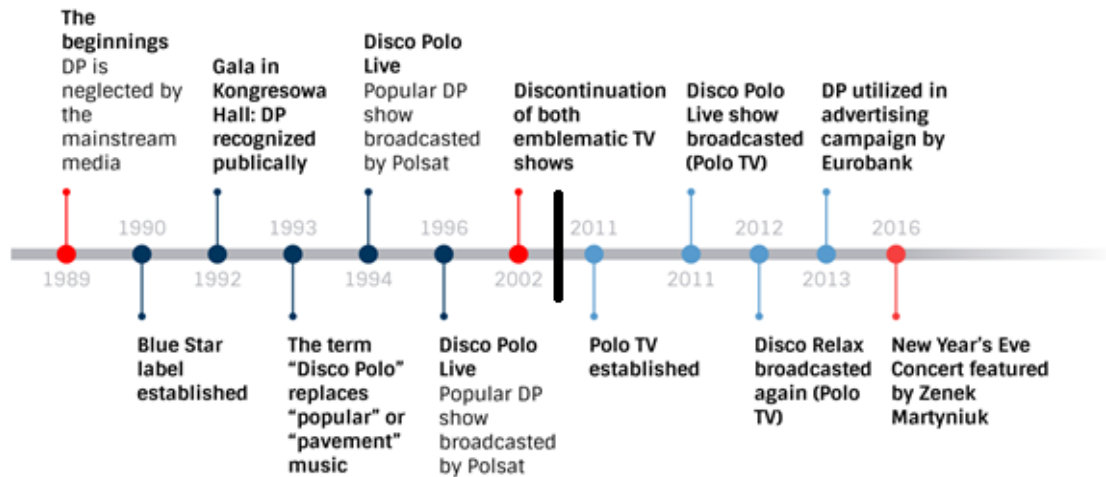 The
beginnings
DP is
neglected by
the
mainstream
media
Gala in
Kongresowa
Hall: DP
recognized
publically
Disco Polo
Live
Popular DP
show
broadcasted
by Polsat
Discontinuation
of both
emblematic TV
shows
Disco Polo
Live show
broadcasted
(Polo TV)
DP utilized in
advertising
campaign by
Eurobank
1990
1993
1996
2011
2012
2016
1989
1992
1994
2002
2011
2013
Blue Star
label
established
The term
“Disco Polo”
replaces
“popular” or
“pavement”
music
Disco Polo
Live
Popular DP
show
broadcasted
by Polsat
Polo TV
established
Disco Relax
broadcasted
again (Polo
TV)
New Year’s Eve
Concert featured
by Zenek
Martyniuk